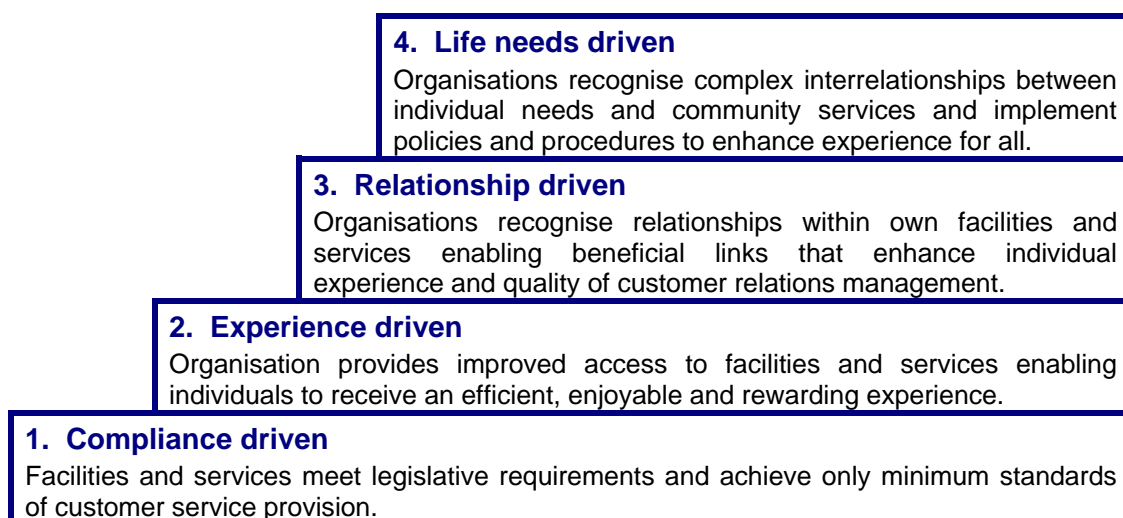 4. Life needs driven
Organisations recognise complex interrelationships between
individual needs and community services and implement
policies and procedures to enhance experience for all.
3. Relationship driven
Organisations recognise relationships within own facilities and
services enabling beneficial links that enhance individual
experience and quality of customer relations management.
2. Experience driven
Organisation provides improved access to facilities and services enabling
individuals to receive an efficient, enjoyable and rewarding experience.
1. Compliance driven
Facilities and services meet legislative requirements and achieve only minimum standards
of customer service provision.